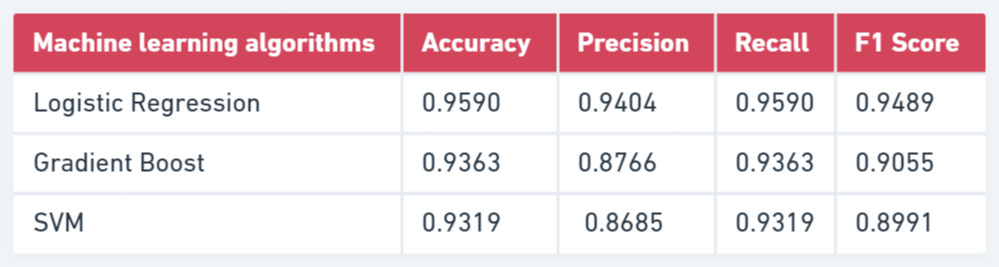 Machine learning algorithms Accuracy Precision Recall F1 Score
Logistic Regression 0.9590 0.9404 0.9590 0.9489
Gradient Boost 0.9363 0.8766 0.9363 0.9055
SVM 0.9319 0.8685 0.9319 0.8991